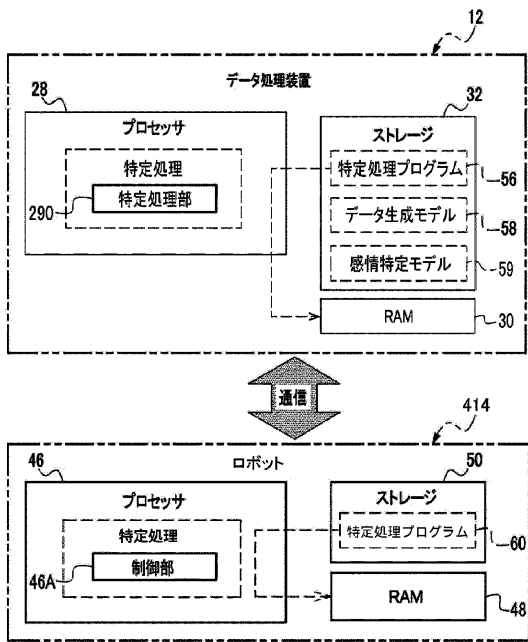 12
データ処理装置
28
プロセッサ
特定処理
特定処理部
290
32
ストレージ
特定処理プログラム
56
データ生成モデル
58
感情特定モデル
59
RAM
30
通信
414
ロボット
46
プロセッサ
特定処理
制御部
46A
50
ストレージ
特定処理プログラム
60
RAM
48